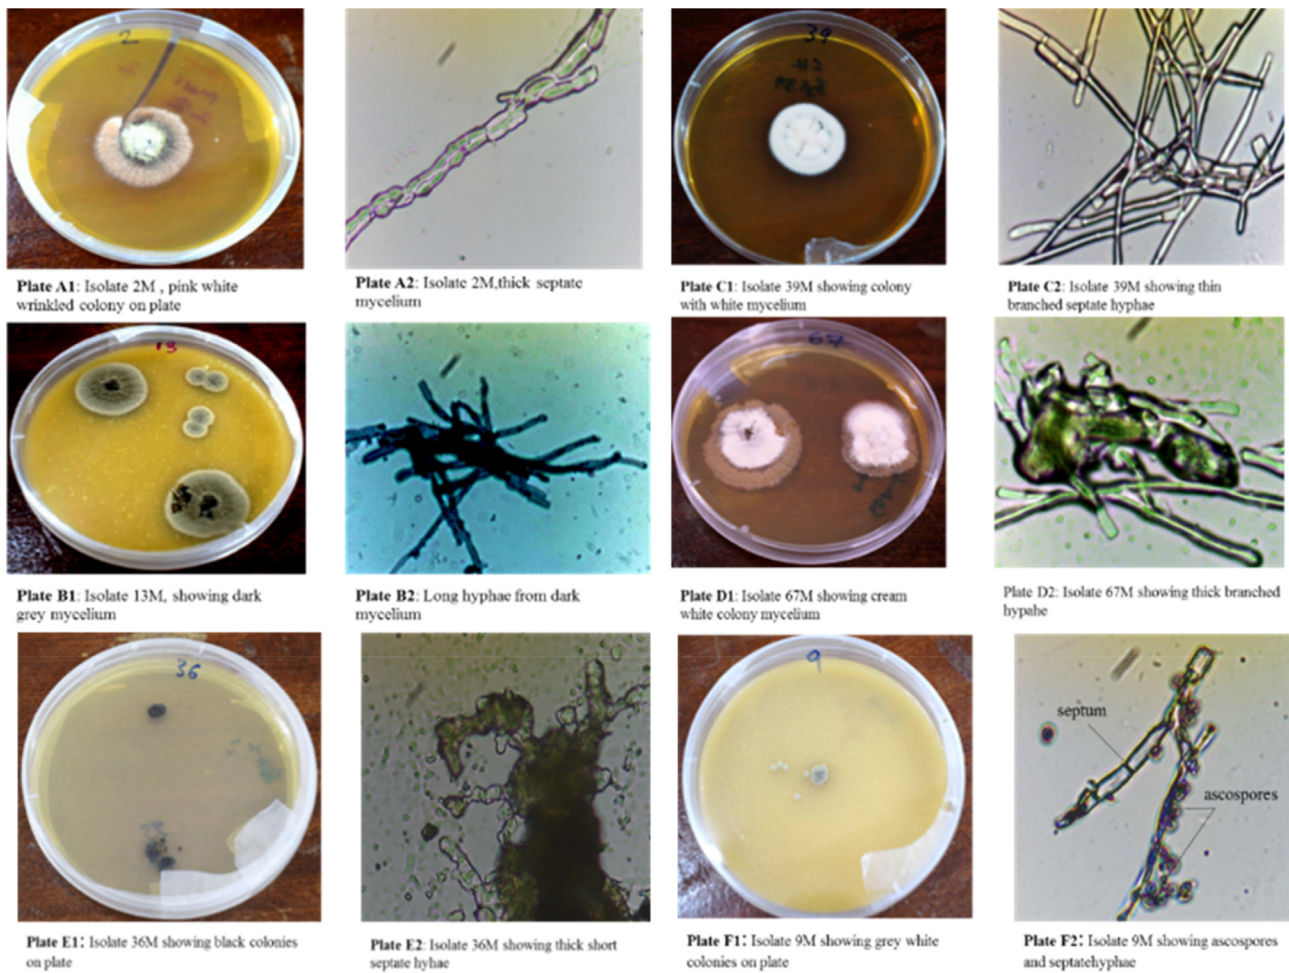 2
39
Plate A1: Isolate 2M , pink white
wrinkled colony on plate
Plate A2: Isolate 2M,thick septate
mycelium
Plate C1: Isolate 39M showing colony
with white mycelium
Plate C2: Isolate 39M showing thin
branched septate hyphae
13
67
Plate B1: Isolate 13M, showing dark
grey mycelium
Plate B2: Long hyphae from dark
mycelium
Plate D1: Isolate 67M showing cream
white colony mycelium
Plate D2: Isolate 67M showing thick branched
hypahe
36
9
septum
ascospores
Plate E1: Isolate 36M showing black colonies
on plate
Plate E2: Isolate 36M showing thick short
septate hyhae
Plate F1: Isolate 9M showing grey white
colonies on plate
Plate F2: Isolate 9M showing ascospores
and septatehyphae